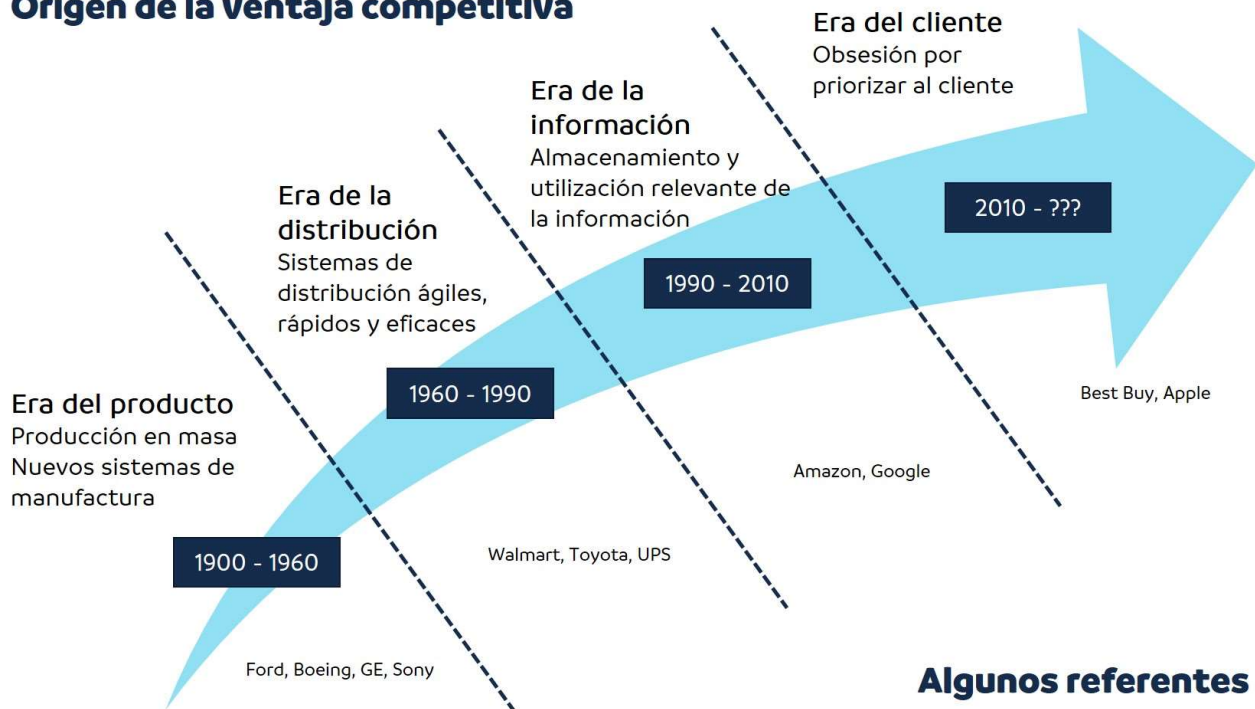 Origen de la ventaja competitiva
Era del producto
Producción en masa
Nuevos sistemas de
manufactura
1900 - 1960
Ford, Boeing, GE, Sony
Era de la
distribución
Sistemas de
distribución ágiles,
rápidos y eficaces
1960 - 1990
Walmart, Toyota, UPS
Era de la
información
Almacenamiento y
utilización relevante de
la información
1990 - 2010
Amazon, Google
Era del cliente
Obsesión por
priorizar al cliente
2010 - ???
Best Buy, Apple
Algunos referentes